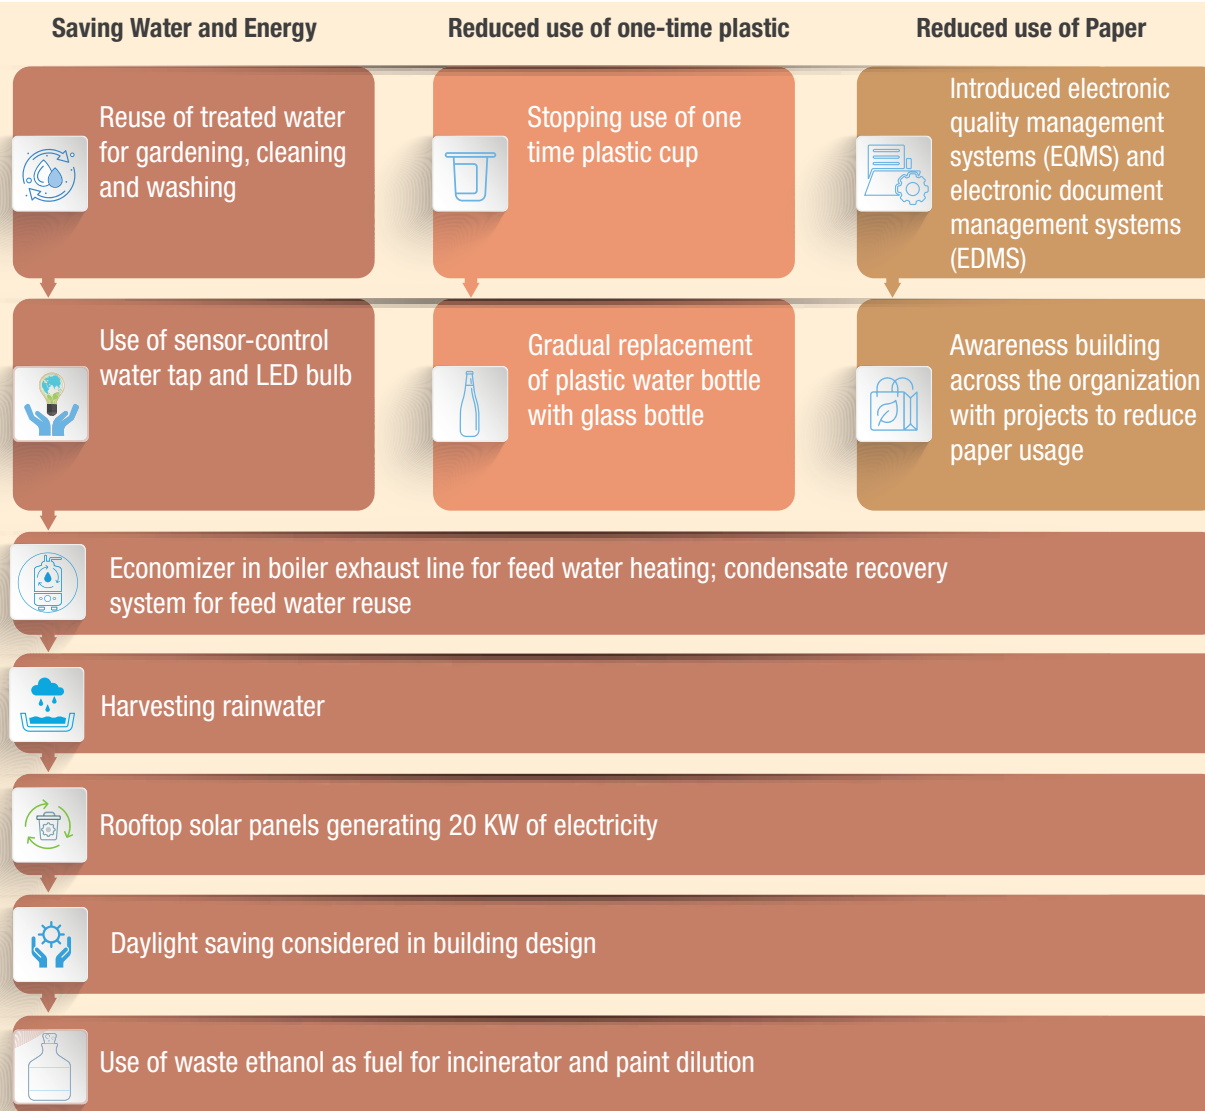 Saving Water and Energy
Reduced use of one-time plastic
Reduced use of Paper
Reuse of treated water
for gardening, cleaning
and washing
Stopping use of one
time plastic cup
Introduced electronic
quality management
systems (EQMS) and
electronic document
management systems
(EDMS)
Use of sensor-control
water tap and LED bulb
Gradual replacement
of plastic water bottle
with glass bottle
Awareness building
across the organization
with projects to reduce
paper usage
Economizer in boiler exhaust line for feed water heating; condensate recovery
system for feed water reuse
Harvesting rainwater
Rooftop solar panels generating 20 KW of electricity
Daylight saving considered in building design
Use of waste ethanol as fuel for incinerator and paint dilution